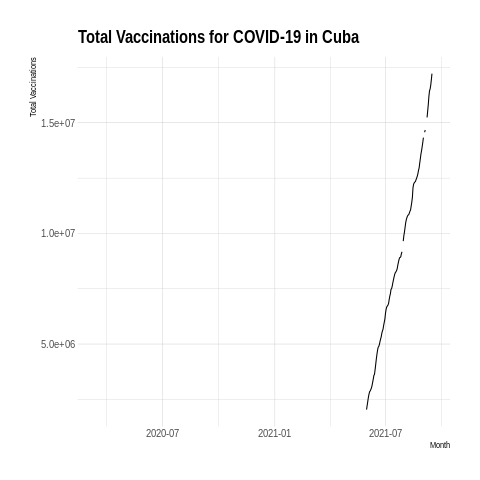 Total Vaccinations for COVID-19 in Cuba
Total Vaccinations
1.5e+07
1.0e+07
5.0e+06
2020-07
2021-01
2021-07
Month